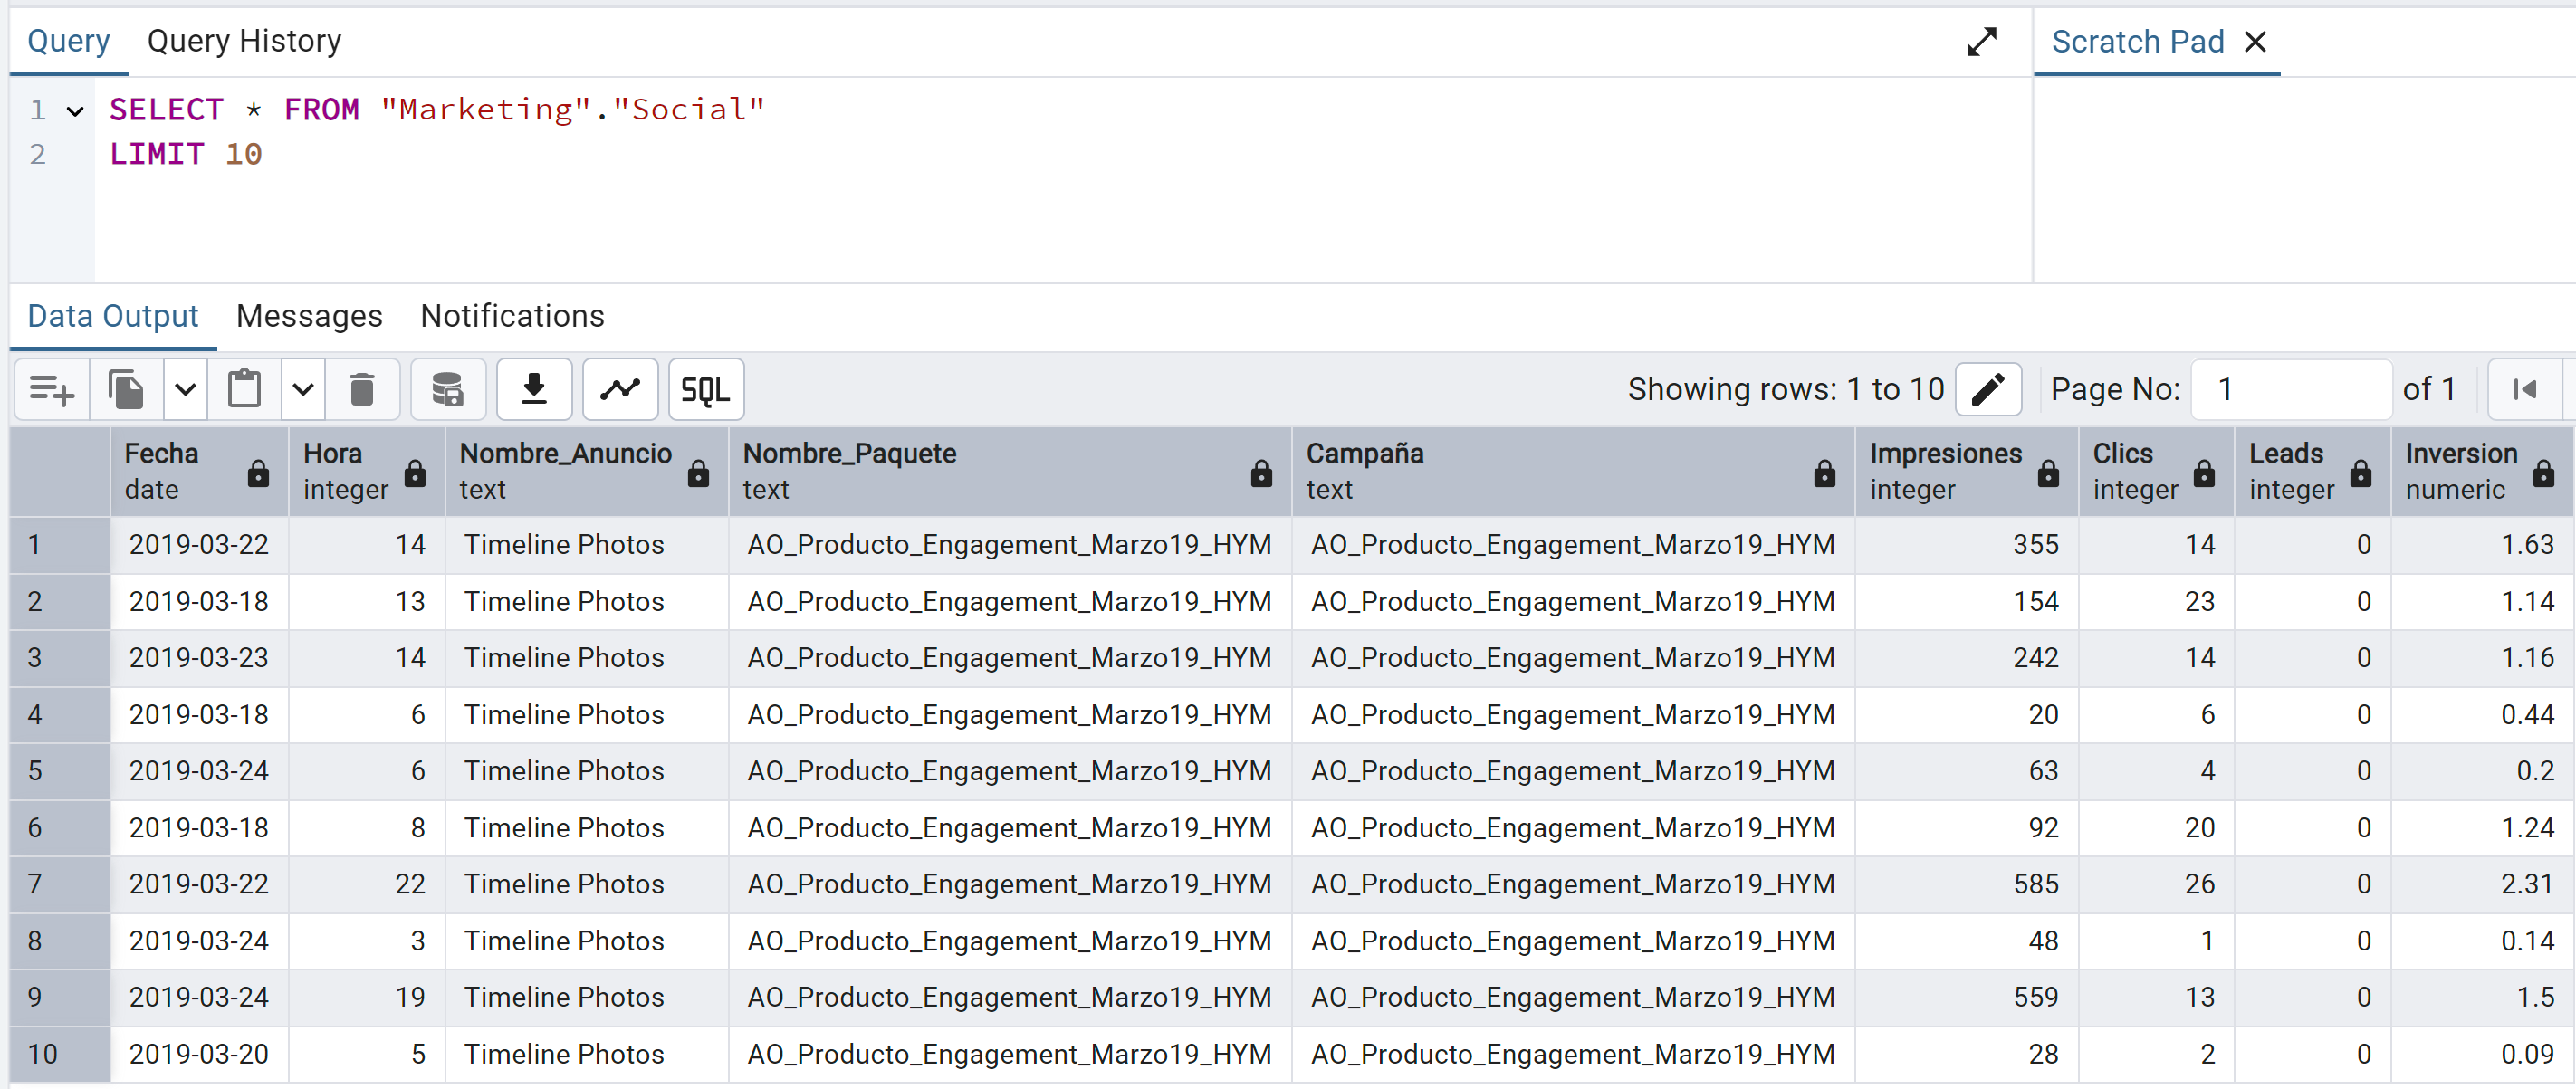 Query Query History Scratch Pad
1 SELECT * FROM "Marketing"."Social"
2 LIMIT 10
Data Output Messages Notifications
SQL Showing rows: 1 to 10 Page No: 1 of 1
Fecha Hora Nombre_Anuncio Nombre_Paquete Campaña Impresiones Clics Leads Inversion
date integer text text text integer integer integer numeric
1 2019-03-22 14 Timeline Photos AO_Producto_Engagement_Marzo19_HYM AO_Producto_Engagement_Marzo19_HYM 355 14 0 1.63
2 2019-03-18 13 Timeline Photos AO_Producto_Engagement_Marzo19_HYM AO_Producto_Engagement_Marzo19_HYM 154 23 0 1.14
3 2019-03-23 14 Timeline Photos AO_Producto_Engagement_Marzo19_HYM AO_Producto_Engagement_Marzo19_HYM 242 14 0 1.16
4 2019-03-18 6 Timeline Photos AO_Producto_Engagement_Marzo19_HYM AO_Producto_Engagement_Marzo19_HYM 20 6 0 0.44
5 2019-03-24 6 Timeline Photos AO_Producto_Engagement_Marzo19_HYM AO_Producto_Engagement_Marzo19_HYM 63 4 0 0.2
6 2019-03-18 8 Timeline Photos AO_Producto_Engagement_Marzo19_HYM AO_Producto_Engagement_Marzo19_HYM 92 20 0 1.24
7 2019-03-22 22 Timeline Photos AO_Producto_Engagement_Marzo19_HYM AO_Producto_Engagement_Marzo19_HYM 585 26 0 2.31
8 2019-03-24 3 Timeline Photos AO_Producto_Engagement_Marzo19_HYM AO_Producto_Engagement_Marzo19_HYM 48 1 0 0.14
9 2019-03-24 19 Timeline Photos AO_Producto_Engagement_Marzo19_HYM AO_Producto_Engagement_Marzo19_HYM 559 13 0 1.5
10 2019-03-20 5 Timeline Photos AO_Producto_Engagement_Marzo19_HYM AO_Producto_Engagement_Marzo19_HYM 28 2 0 0.09